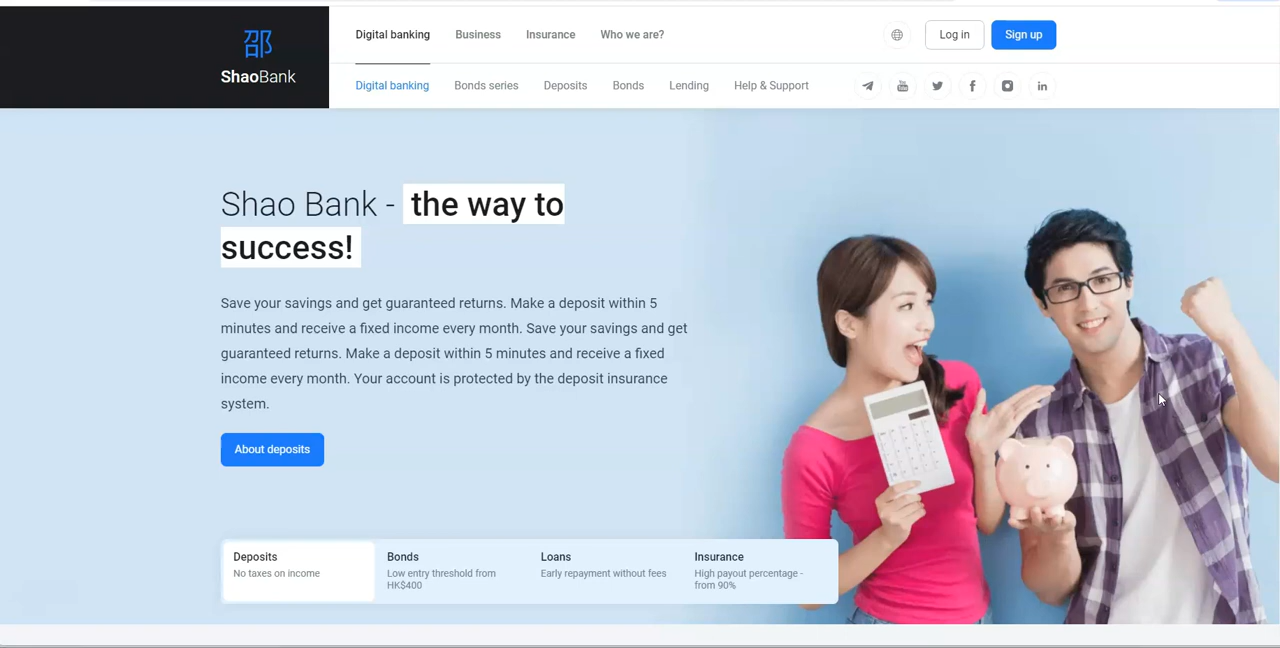 邵
ShaoBank
Digital banking
Business
Insurance
Who we are?
Log in
Sign up
Digital banking
Bonds series
Deposits
Bonds
Lending
Help & Support
Shao Bank - the way to
success!
Save your savings and get guaranteed returns. Make a deposit within 5
minutes and receive a fixed income every month. Save your savings and get
guaranteed returns. Make a deposit within 5 minutes and receive a fixed
income every month. Your account is protected by the deposit insurance
system.
About deposits
Deposits
No taxes on income
Bonds
Low entry threshold from
HK$400
Loans
Early repayment without fees
Insurance
High payout percentage -
from 90%